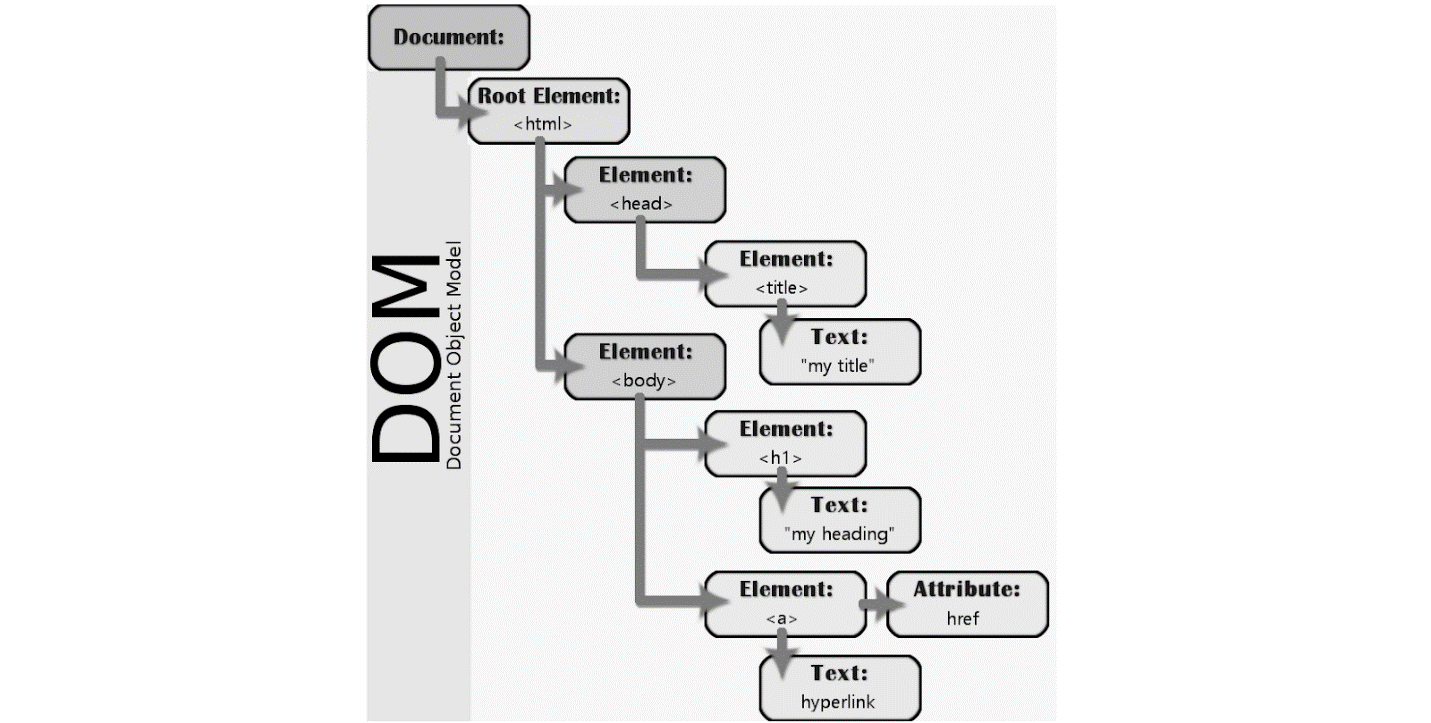 Document:
Root Element:
<html>
Element:
<head>
Element:
<title>
Text:
"my title"
Element:
<body>
Element:
<h1>
Text:
"my heading"
Element:
<a>
Attribute:
href
Text:
hyperlink
DOM
Document Object Model